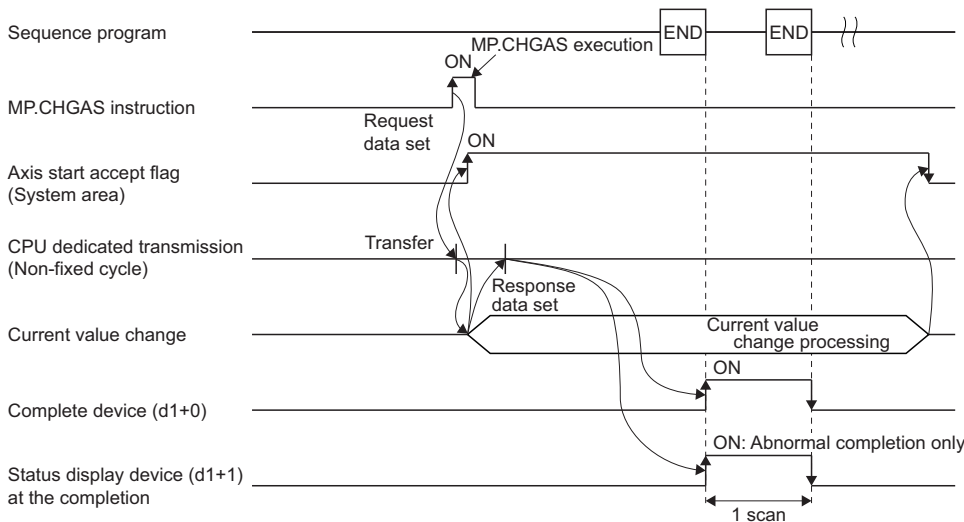 Sequence program
END
END
MP.CHGAS execution
ON
MP.CHGAS instruction
Request
data set
ON
Axis start accept flag
(System area)
CPU dedicated transmission
(Non-fixed cycle)
Transfer
Response
data set
Current value change
Current value
change processing
ON
Complete device (d1+0)
ON: Abnormal completion only
Status display device (d1+1)
at the completion
1 scan